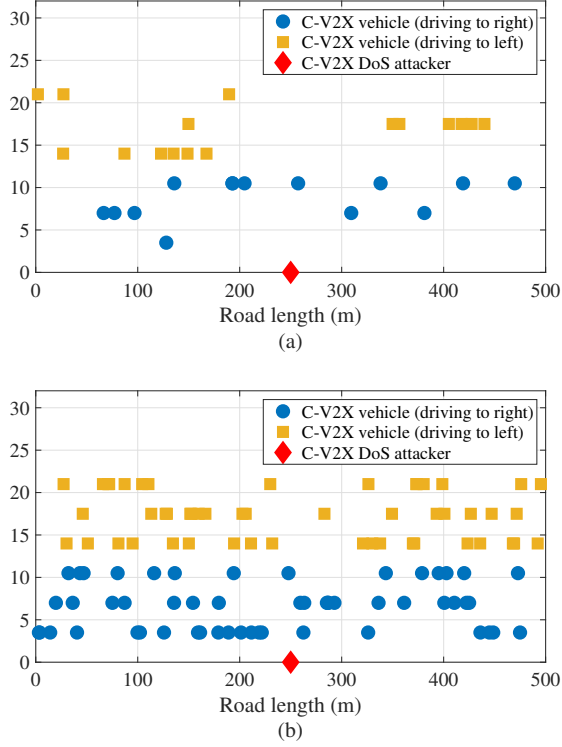 C-V2X vehicle (driving to right)
C-V2X vehicle (driving to left)
C-V2X DoS attacker
30
25
20
15
10
5
0
0 100 200 300 400 500
Road length (m)
(a)
C-V2X vehicle (driving to right)
C-V2X vehicle (driving to left)
C-V2X DoS attacker
30
25
20
15
10
5
0
0 100 200 300 400 500
Road length (m)
(b)